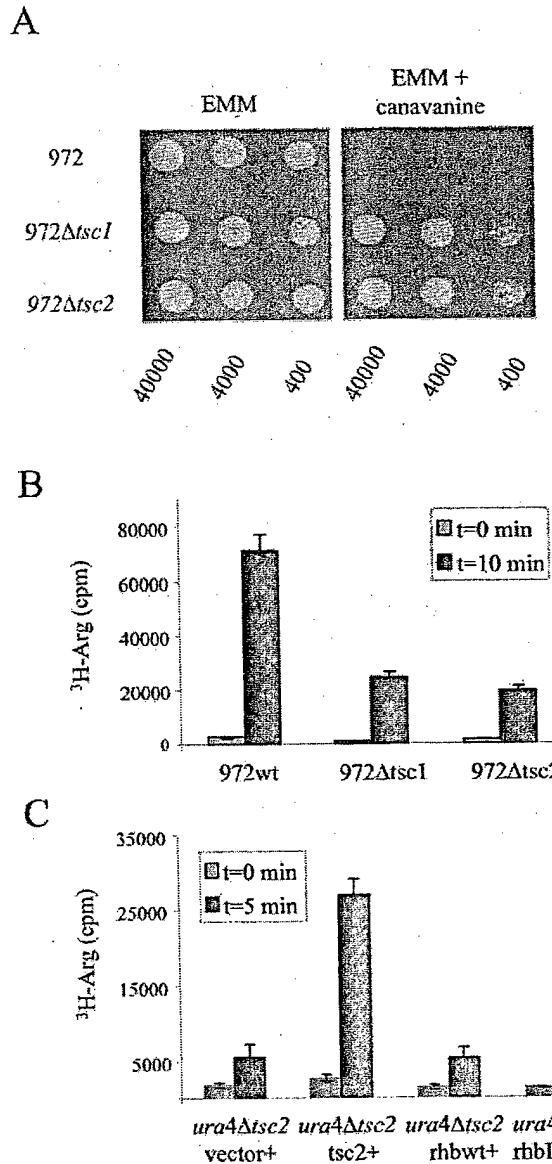 A
EMM
EMM +
canavanine
972
972Δtsc1
972Δtsc2
40000 4000 400 40000 4000 400
B
80000
60000
40000
20000
0
³H-Arg (cpm)
t=0 min
t=10 min
972wt 972Δtsc1 972Δtsc2
C
35000
25000
15000
5000
³H-Arg (cpm)
t=0 min
t=5 min
ura4Δtsc2 ura4Δtsc2 ura4Δtsc2 ura4
vector+ tsc2+ rhbwt+